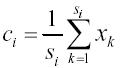 $c_i = \frac{1}{s_i} \sum_{k=1}^{s_i} x_k$